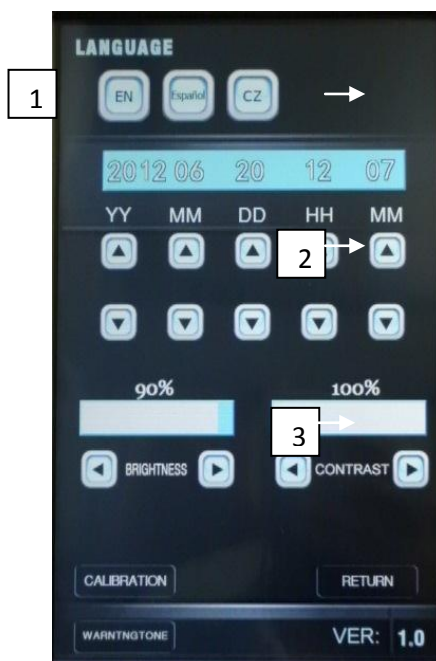 LANGUAGE
1
EN Español CZ
2012 06 20 12 07
YY MM DD HH MM
2
90% 100%
3
BRIGHTNESS CONTRAST
CALIBRATION RETURN
WARNTNGTONE VER: 1.0